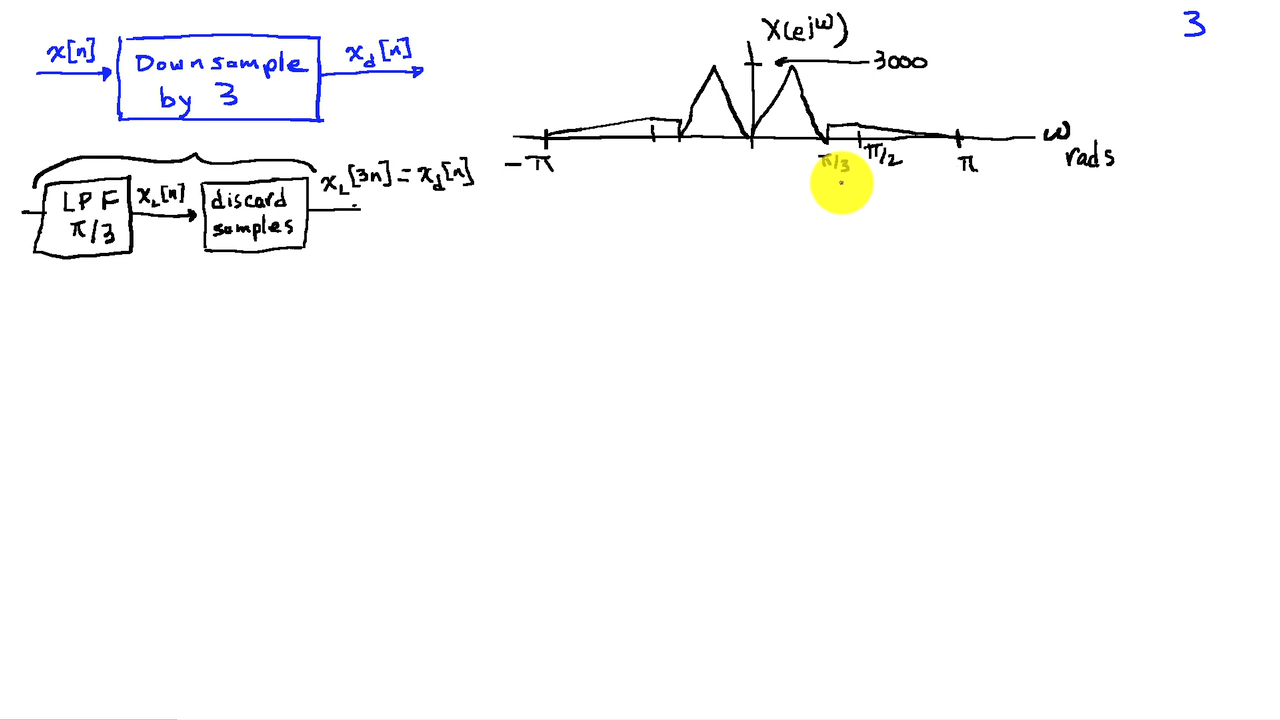 3
x[n]
Downsample
by 3
x_d[n]
LPF
π/3
x_L[n]
discard
samples
x_L[3n] = x_d[n]
X(e^jω)
3000
-π
π/3
π/2
π
ω
rads